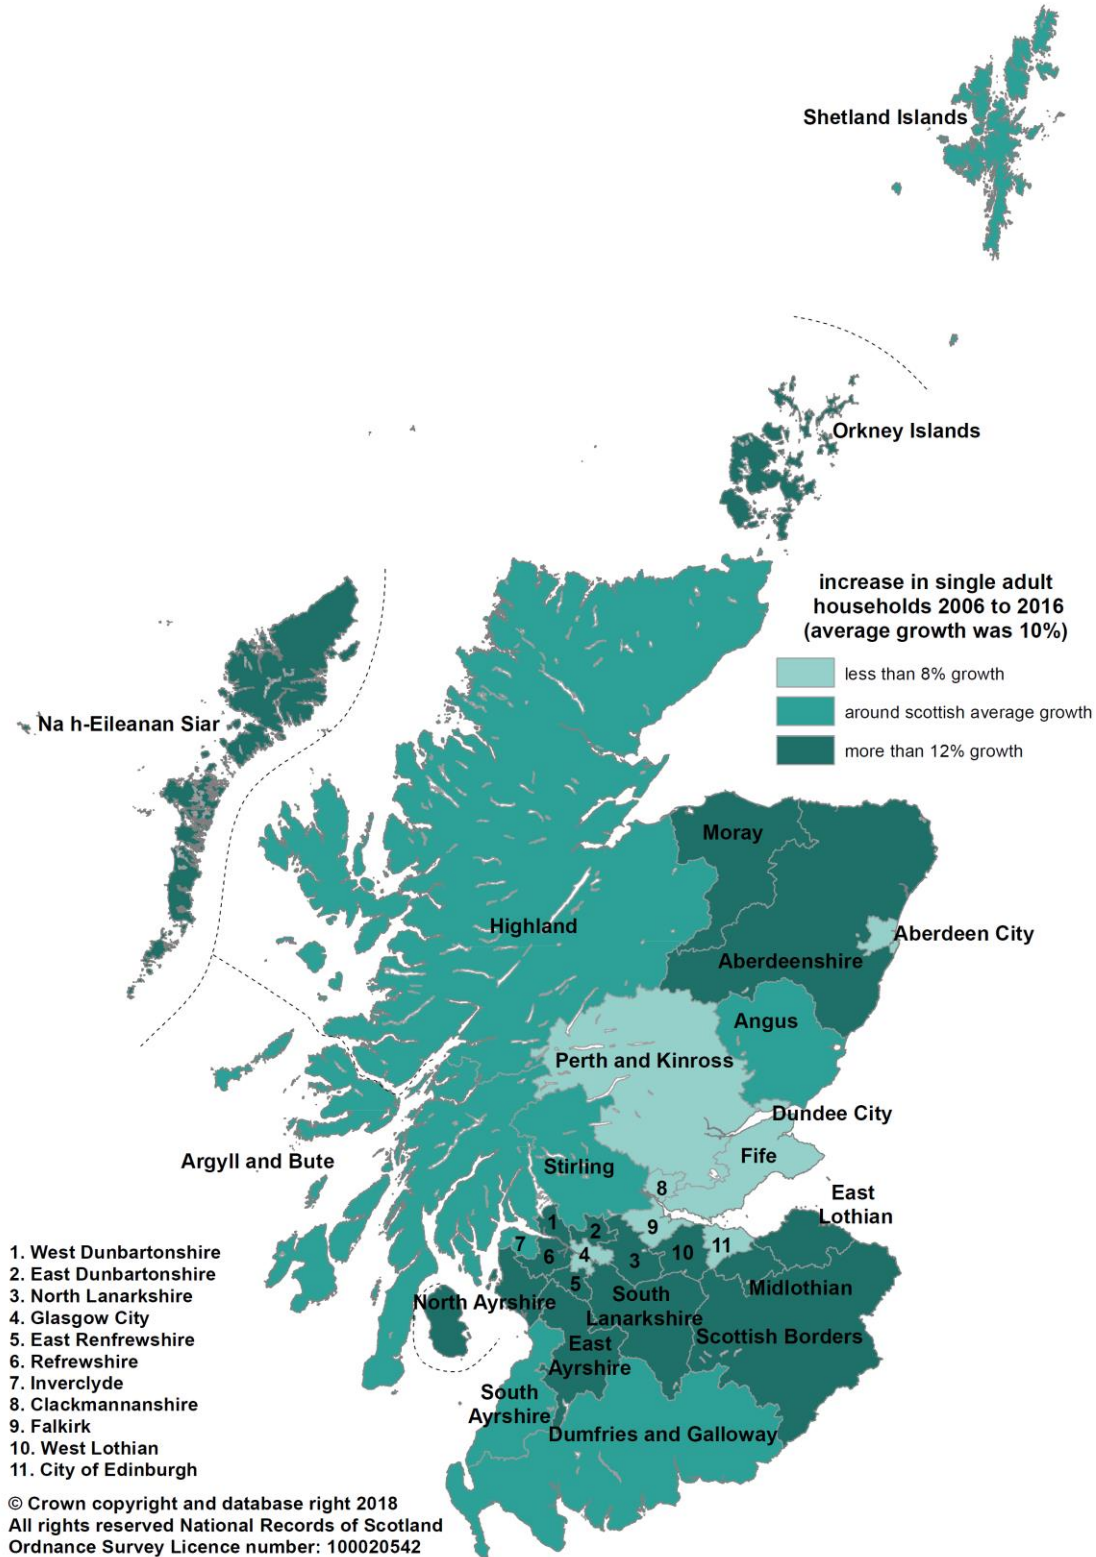 Shetland Islands
Orkney Islands
increase in single adult
households 2006 to 2016
(average growth was 10%)
less than 8% growth
around scottish average growth
more than 12% growth
Na h-Eileanan Siar
Moray
Highland
Aberdeen City
Aberdeenshire
Angus
Perth and Kinross
Dundee City
Fife
Argyll and Bute
Stirling
8
East
Lothian
1
2
9
7
6
4
3
10
11
5
Midlothian
North Ayrshire
South
Lanarkshire
Scottish Borders
East
Ayrshire
South
Ayrshire
Dumfries and Galloway
1. West Dunbartonshire
2. East Dunbartonshire
3. North Lanarkshire
4. Glasgow City
5. East Renfrewshire
6. Refrewshire
7. Inverclyde
8. Clackmannanshire
9. Falkirk
10. West Lothian
11. City of Edinburgh
© Crown copyright and database right 2018
All rights reserved National Records of Scotland
Ordnance Survey Licence number: 100020542